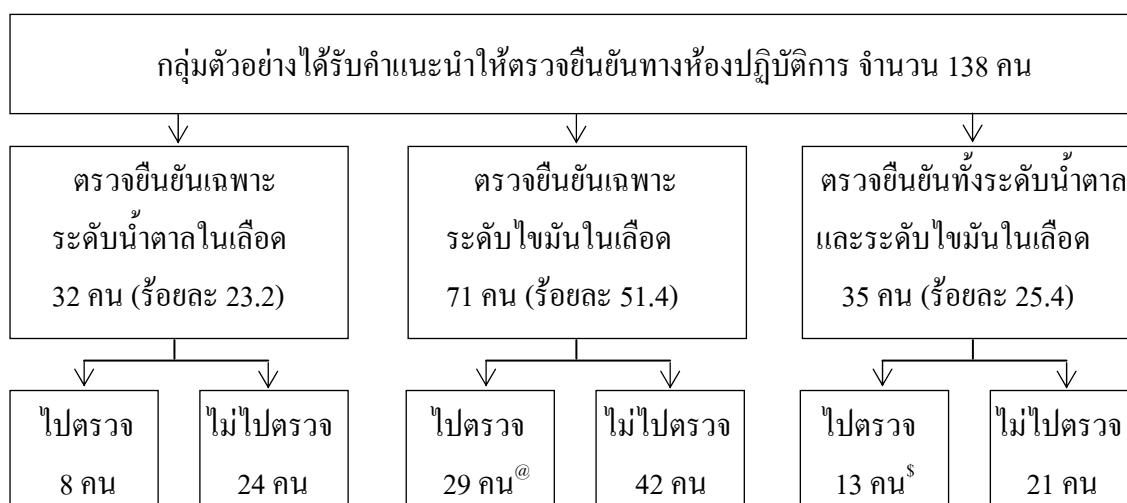 กลุ่มตัวอย่างได้รับคำแนะนำให้ตรวจยืนยันทางห้องปฏิบัติการ จำนวน 138 คน
ตรวจยืนยันเฉพาะ
ระดับน้ำตาลในเลือด
32 คน (ร้อยละ 23.2)
ตรวจยืนยันเฉพาะ
ระดับไขมันในเลือด
71 คน (ร้อยละ 51.4)
ตรวจยืนยันทั้งระดับน้ำตาล
และระดับไขมันในเลือด
35 คน (ร้อยละ 25.4)
ไปตรวจ
8 คน
ไม่ไปตรวจ
24 คน
ไปตรวจ
29 คน@
ไม่ไปตรวจ
42 คน
ไปตรวจ
13 คน$
ไม่ไปตรวจ
21 คน